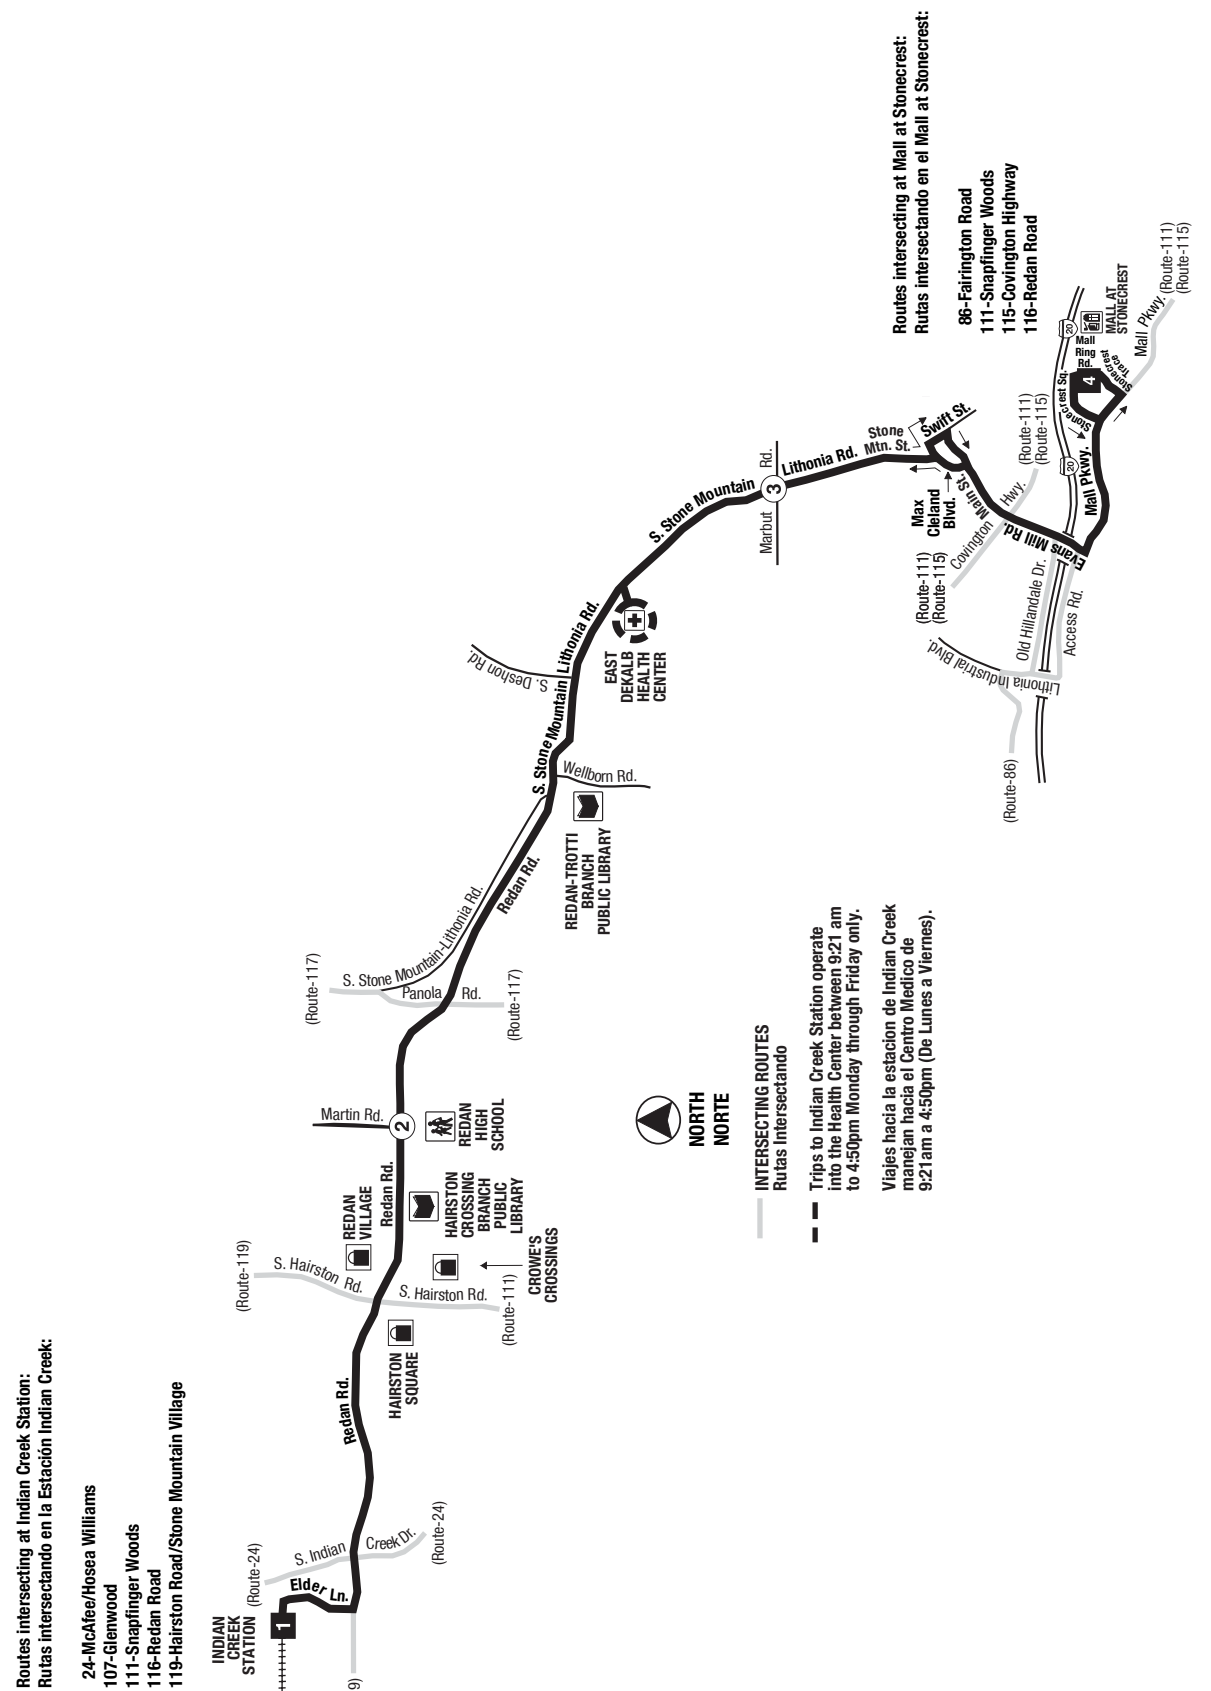 Routes intersecting at Indian Creek Station:
Rutas intersectando en la Estación Indian Creek:
24-McAfee/Hosea Williams
107-Glenwood
111-Snapfinger Woods
116-Redan Road
119-Hairston Road/Stone Mountain Village
INDIAN
CREEK
STATION
1
(Route-24)
Elder Ln.
9)
S. Indian
Creek Dr.
(Route-24)
Redan Rd.
HAIRSTON
SQUARE
(Route-119)
S. Hairston Rd.
S. Hairston Rd.
(Route-111)
CROWE'S
CROSSINGS
REDAN
VILLAGE
Redan Rd.
HAIRSTON
CROSSING
BRANCH
PUBLIC
LIBRARY
Martin Rd.
2
REDAN
HIGH
SCHOOL
(Route-117)
S. Stone Mountain-Lithonia Rd.
Panola Rd.
(Route-117)
Redan Rd.
REDAN-TROTTI
BRANCH
PUBLIC LIBRARY
Wellborn Rd.
S. Stone Mountain Lithonia Rd.
S. Deshon Rd.
EAST
DEKALB
HEALTH
CENTER
S. Stone Mountain
Marbut
3
Rd.
Lithonia Rd.
Stone
Mtn. St.
Swift St.
Max
Cleland
Blvd.
Main St.
(Route-111)
(Route-115)
Covington Hwy.
(Route-111)
(Route-115)
Evans Mill Rd.
Old Hillandale Dr.
Access Rd.
Lithonia Industrial Blvd.
(Route-86)
Mall Pkwy.
20
20
Stonecrest Sq.
4
Mall
Ring
Rd.
Stonecrest
Trace
MALL AT
STONECREST
Mall Pkwy.
(Route-111)
(Route-115)
Routes intersecting at Mall at Stonecrest:
Rutas intersectando en el Mall at Stonecrest:
86-Fairington Road
111-Snapfinger Woods
115-Covington Highway
116-Redan Road
NORTH
NORTE
INTERSECTING ROUTES
Rutas Intersectando
Trips to Indian Creek Station operate
into the Health Center between 9:21 am
to 4:50pm Monday through Friday only.
Viajes hacia la estacion de Indian Creek
manejan hacia el Centro Medico de
9:21am a 4:50pm (De Lunes a Viernes).